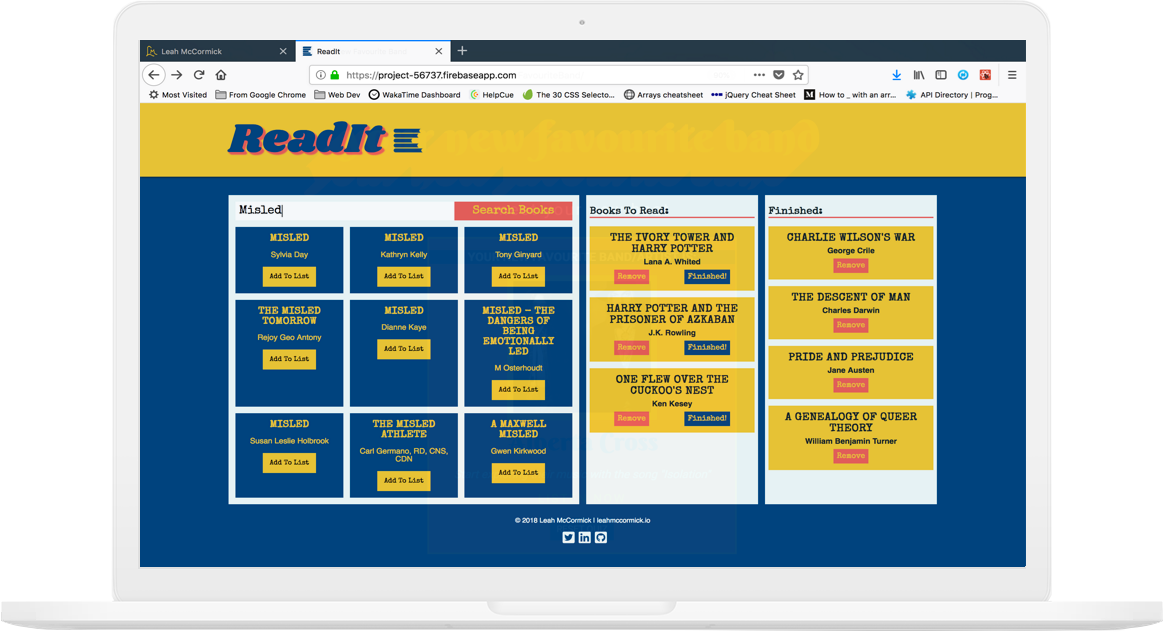 Leah McCormick
ReadIt
https://project-56737.firebaseapp.com
Most Visited From Google Chrome Web Dev WakaTime Dashboard HelpCue The 30 CSS Selecto... Arrays cheatsheet jQuery Cheat Sheet How to _ with an arr... API Directory | Prog...
ReadIt
new favourite band
Misled
Search Books
MISLED
Sylvia Day
Add To List
MISLED
Kathryn Kelly
Add To List
MISLED
Tony Ginyard
Add To List
THE MISLED
TOMORROW
Rejoy Geo Antony
Add To List
MISLED
Dianne Kaye
Add To List
MISLED - THE
DANGERS OF
BEING
EMOTIONALLY
LED
M Osterhoudt
Add To List
MISLED
Susan Leslie Holbrook
Add To List
THE MISLED
ATHLETE
Carl Germano, RD, CNS,
CDN
Add To List
A MAXWELL
MISLED
Gwen Kirkwood
Add To List
Books To Read:
THE IVORY TOWER AND
HARRY POTTER
Lana A. Whited
Remove Finished!
HARRY POTTER AND THE
PRISONER OF AZKABAN
J.K. Rowling
Remove Finished!
ONE FLEW OVER THE
CUCKOO'S NEST
Ken Kesey
Remove Finished!
Finished:
CHARLIE WILSON'S WAR
George Crile
Remove
THE DESCENT OF MAN
Charles Darwin
Remove
PRIDE AND PREJUDICE
Jane Austen
Remove
A GENEALOGY OF QUEER
THEORY
William Benjamin Turner
Remove
© 2018 Leah McCormick | leahmccormick.io